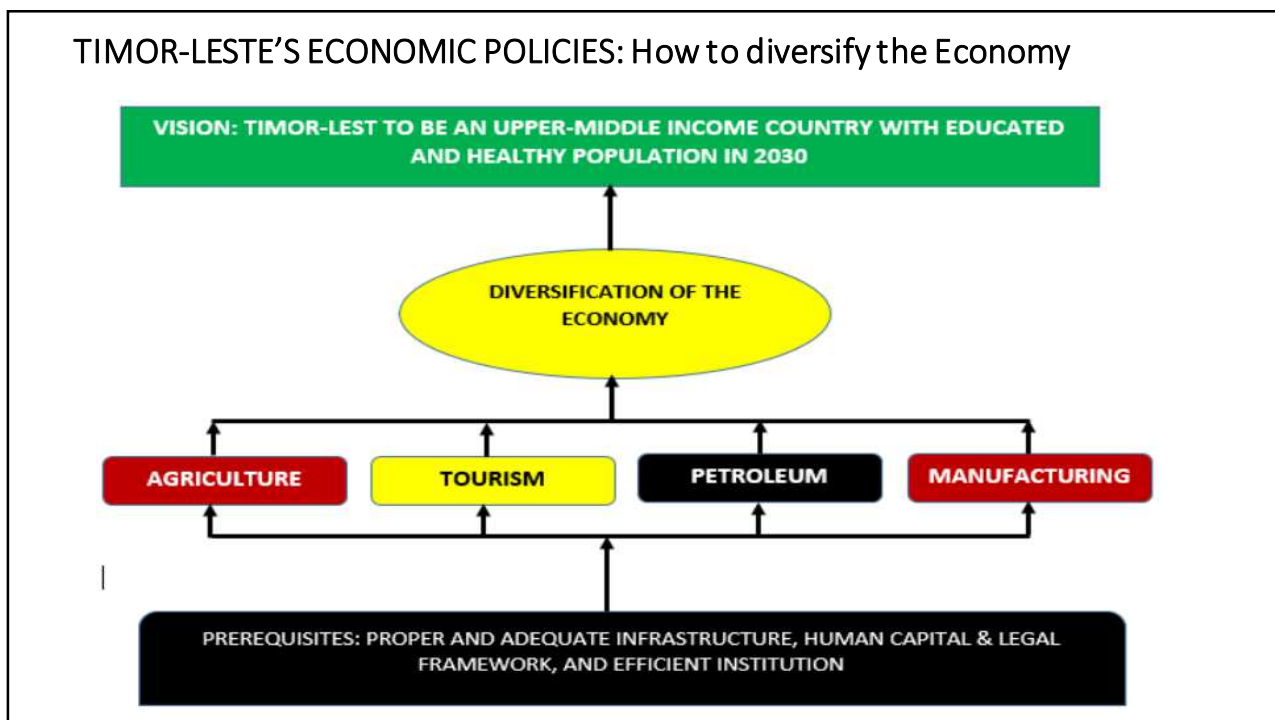 TIMOR-LESTE’S ECONOMIC POLICIES: How to diversify the Economy
VISION: TIMOR-LEST TO BE AN UPPER-MIDDLE INCOME COUNTRY WITH EDUCATED
AND HEALTHY POPULATION IN 2030
DIVERSIFICATION OF THE
ECONOMY
AGRICULTURE
TOURISM
PETROLEUM
MANUFACTURING
PREREQUISITES: PROPER AND ADEQUATE INFRASTRUCTURE, HUMAN CAPITAL & LEGAL
FRAMEWORK, AND EFFICIENT INSTITUTION